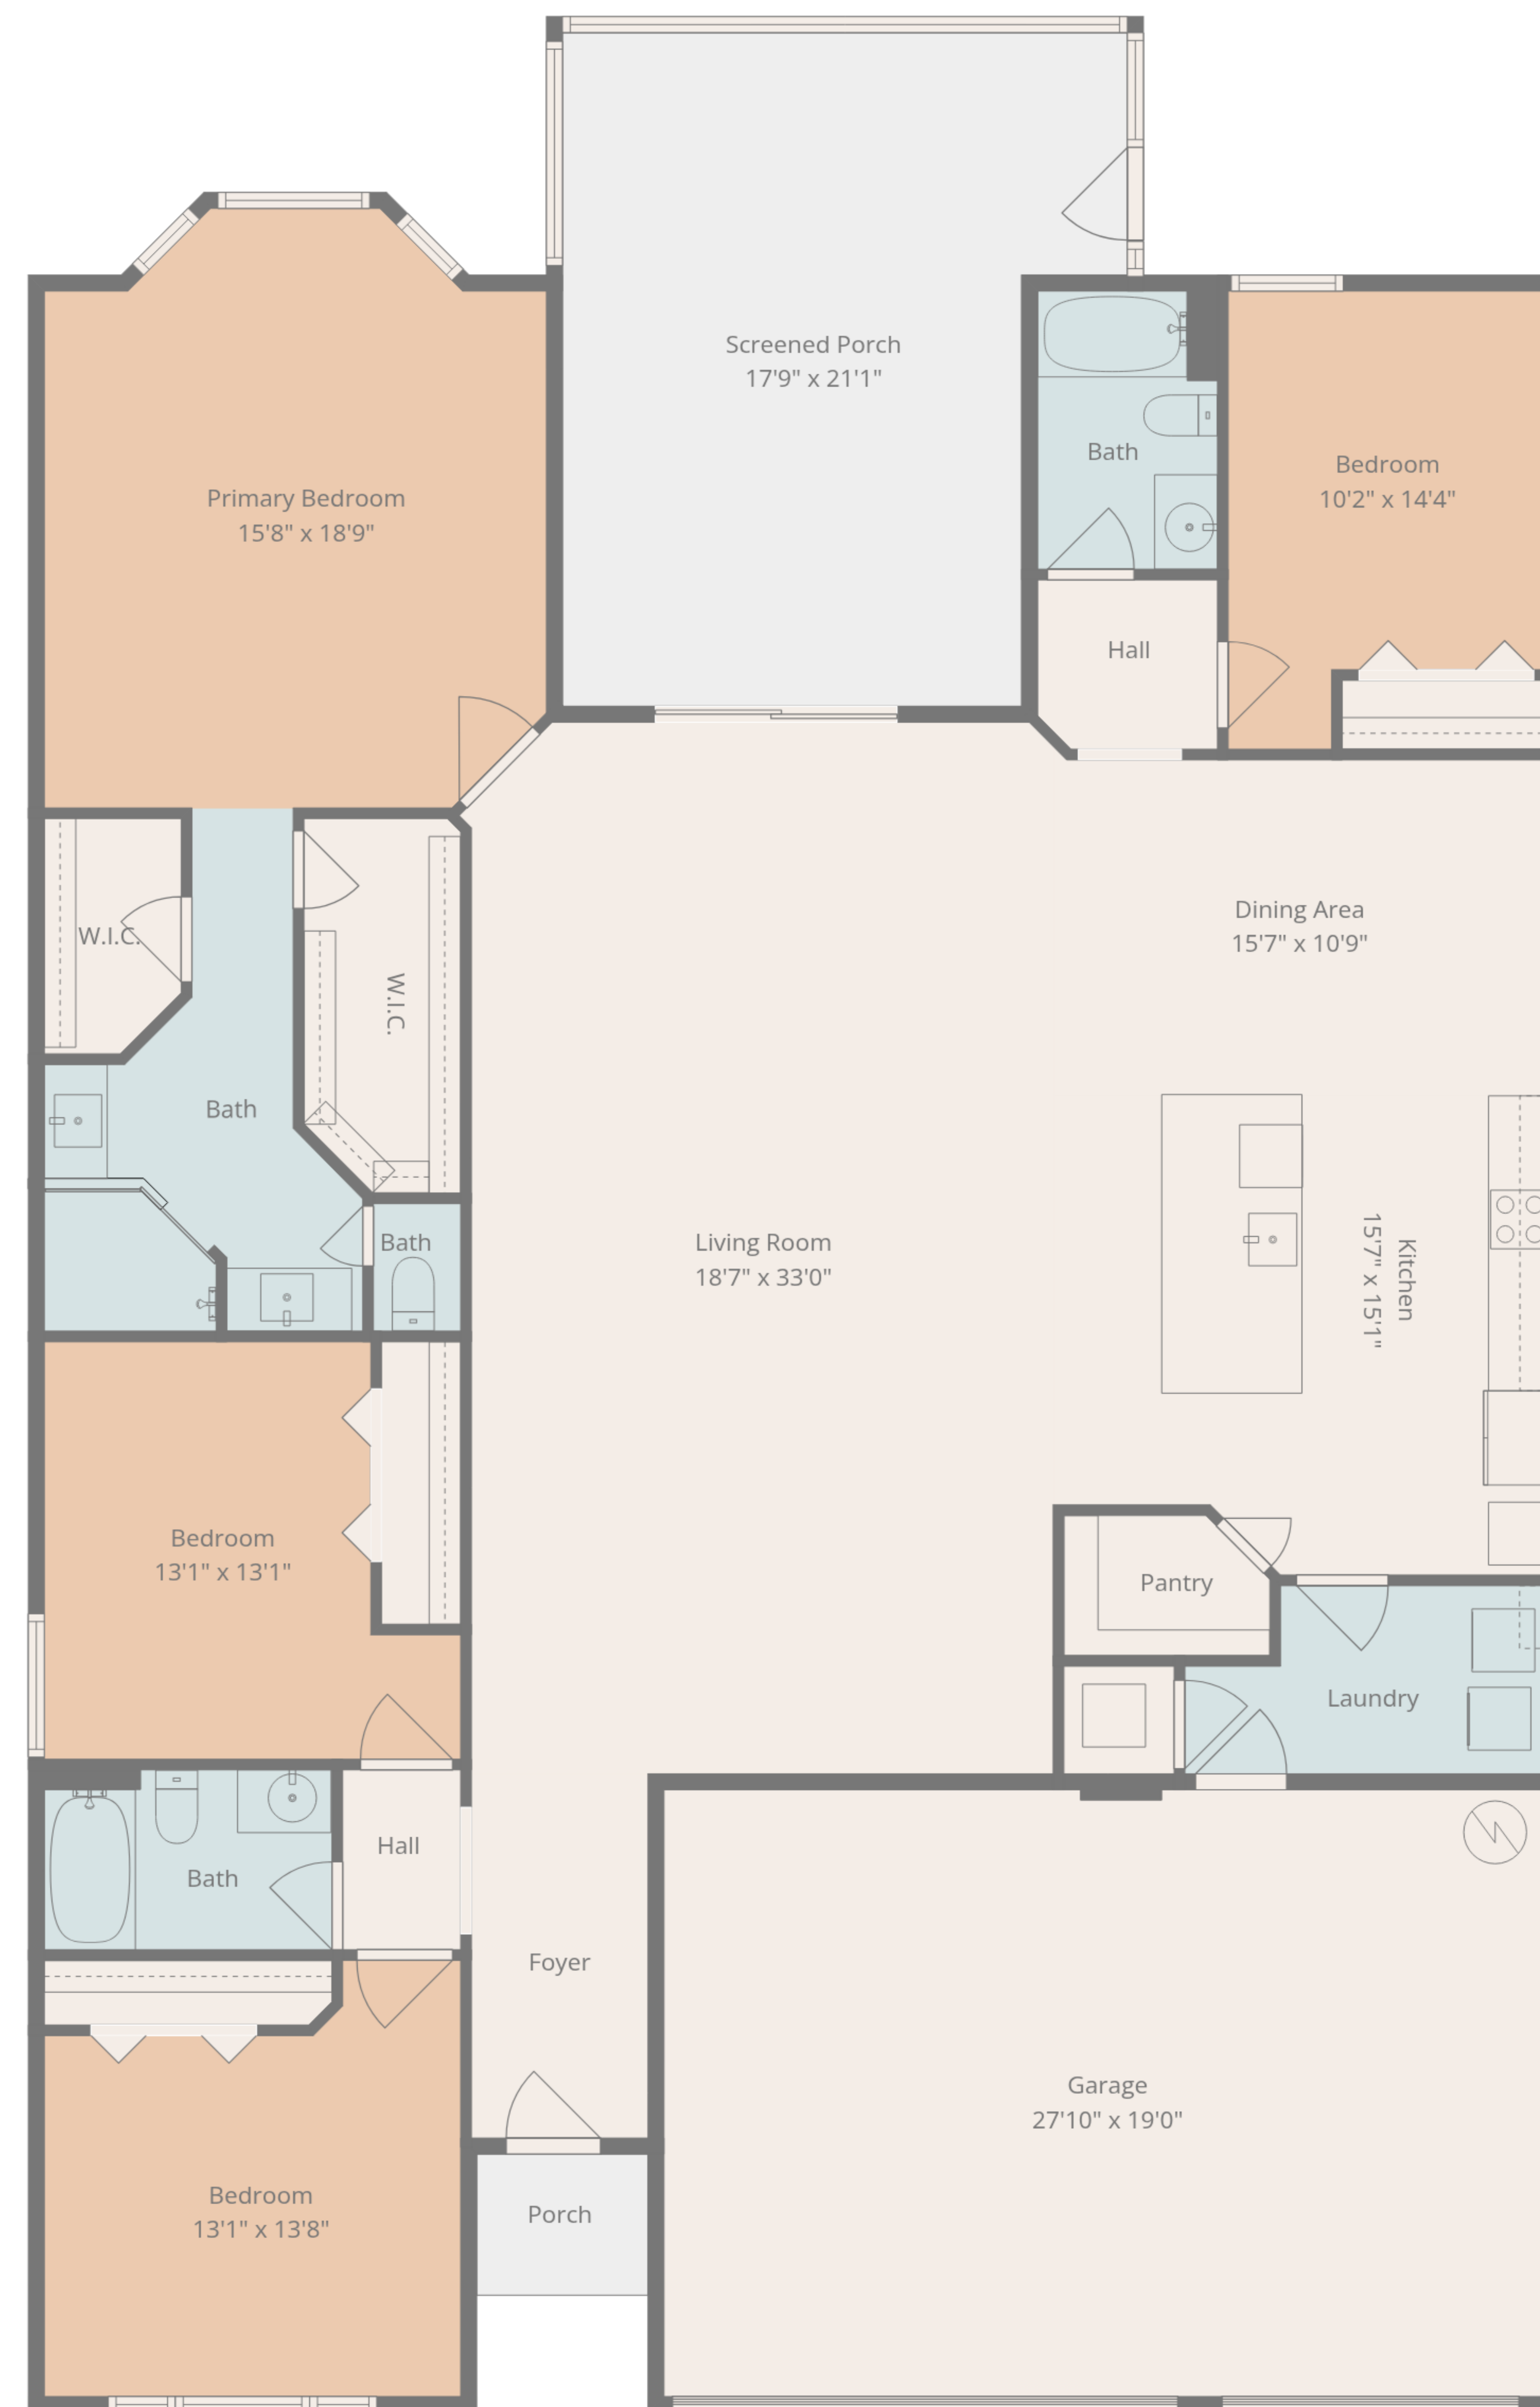 Screened Porch
17'9" x 21'1"
Primary Bedroom
15'8" x 18'9"
Bath
Bedroom
10'2" x 14'4"
Hall
Dining Area
15'7" x 10'9"
W.I.C.
W.I.C.
Bath
Bath
Living Room
18'7" x 33'0"
Kitchen
15'7" x 15'1"
Bedroom
13'1" x 13'1"
Pantry
Laundry
Hall
Bath
Foyer
Garage
27'10" x 19'0"
Bedroom
13'1" x 13'8"
Porch